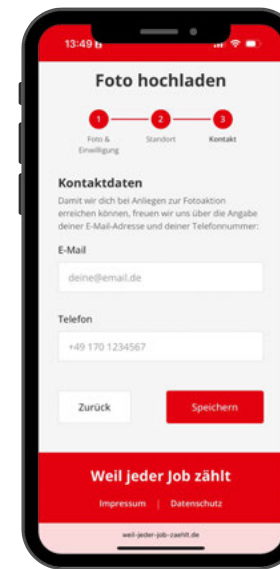 13:49
Foto hochladen
1 2 3
Foto & Einwilligung
Standort
Kontakt
Kontaktdaten
Damit wir dich bei Anliegen zur Fotoaktion
erreichen können, freuen wir uns über die Angabe
deiner E-Mail-Adresse und deiner Telefonnummer:
E-Mail
deine@email.de
Telefon
+49 170 1234567
Zurück
Speichern
Weil jeder Job zählt
Impressum | Datenschutz
weil-jeder-job-zaehlt.de